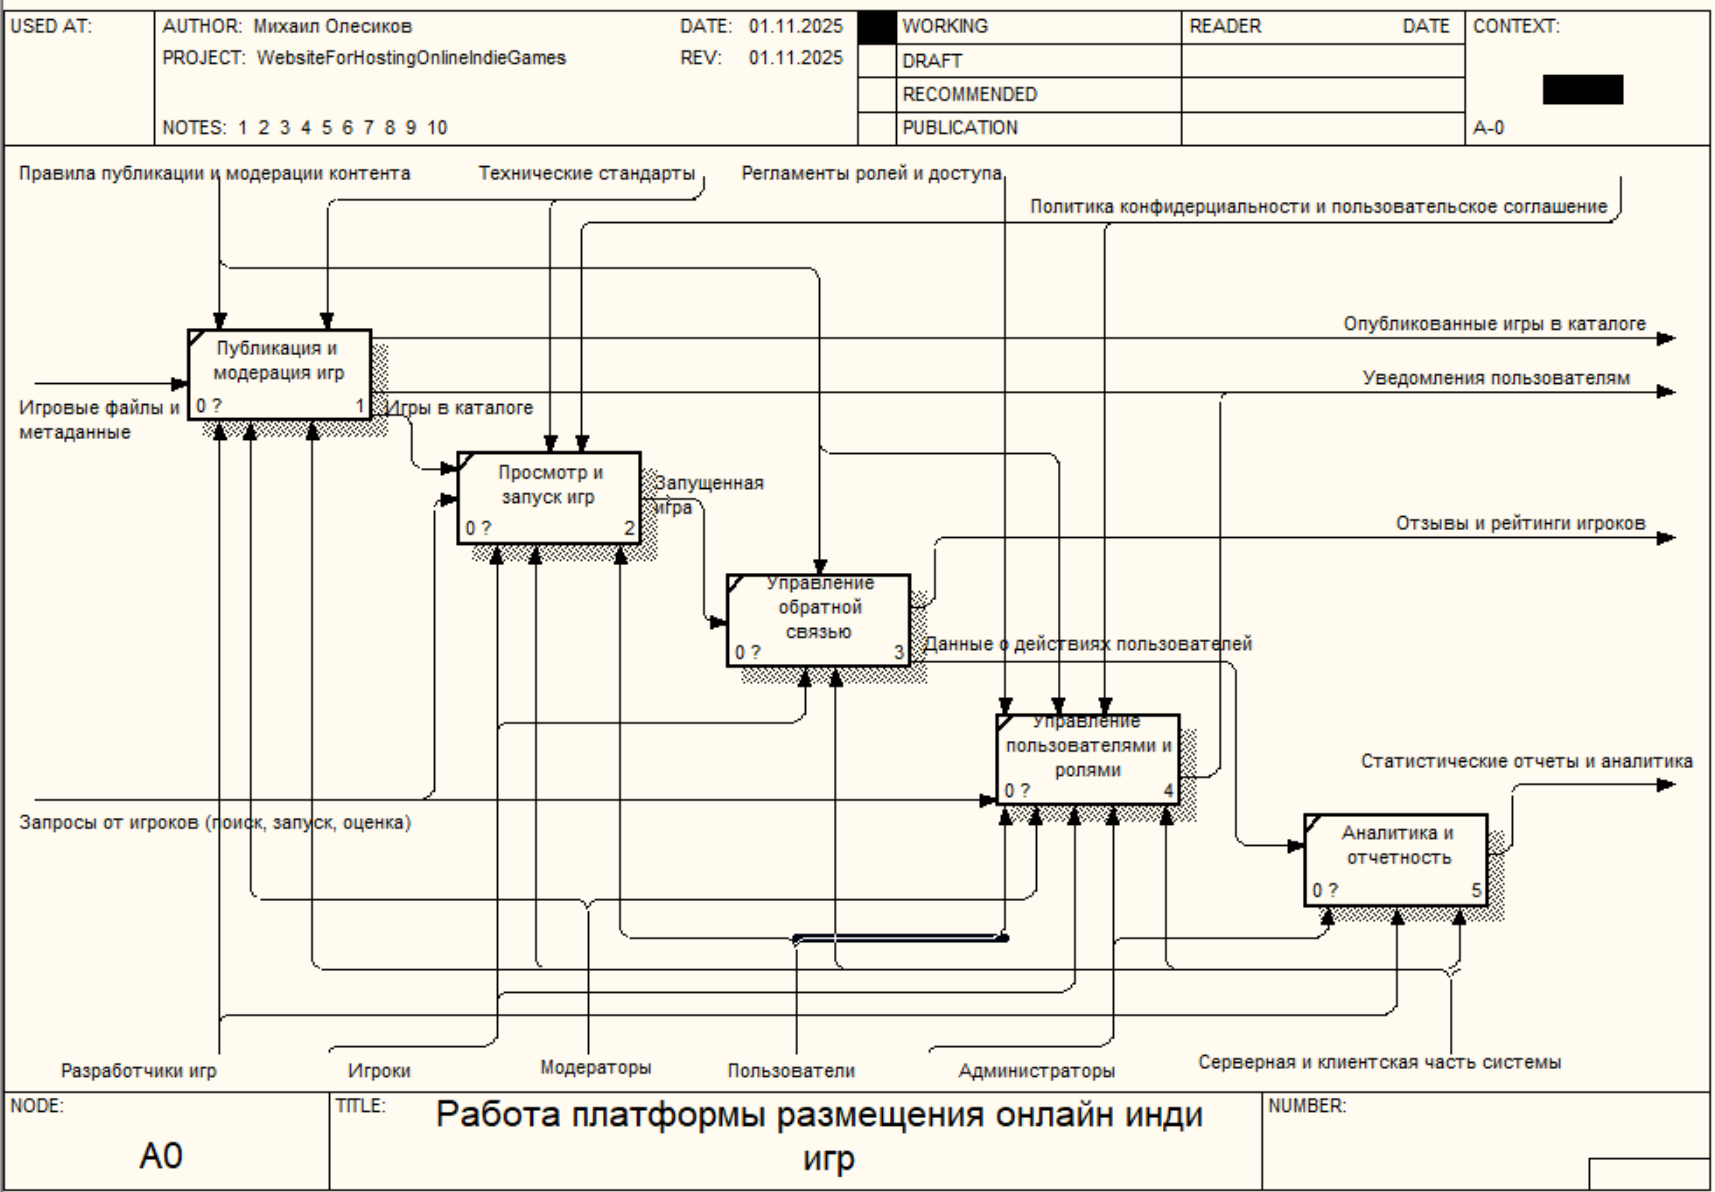 USED AT:
AUTHOR: Михаил Олесиков
DATE: 01.11.2025
PROJECT: WebsiteForHostingOnlineIndieGames
REV: 01.11.2025
NOTES: 1 2 3 4 5 6 7 8 9 10
WORKING
DRAFT
RECOMMENDED
PUBLICATION
READER DATE
CONTEXT:
A-0
Правила публикации и модерации контента
Технические стандарты
Регламенты ролей и доступа
Политика конфидерциальности и пользовательское соглашение
Опубликованные игры в каталоге
Публикация и
модерация игр
0 ? 1
Уведомления пользователям
Игровые файлы и
метаданные
Игры в каталоге
Просмотр и
запуск игр
0 ? 2
Запущенная
игра
Отзывы и рейтинги игроков
Управление
обратной
связью
0 ? 3
Данные о действиях пользователей
Управление
пользователями и
ролями
0 ? 4
Статистические отчеты и аналитика
Запросы от игроков (поиск, запуск, оценка)
Аналитика и
отчетность
0 ? 5
Разработчики игр
Игроки
Модераторы
Пользователи
Администраторы
Серверная и клиентская часть системы
NODE:
A0
TITLE:
Работа платформы размещения онлайн инди
игр
NUMBER: